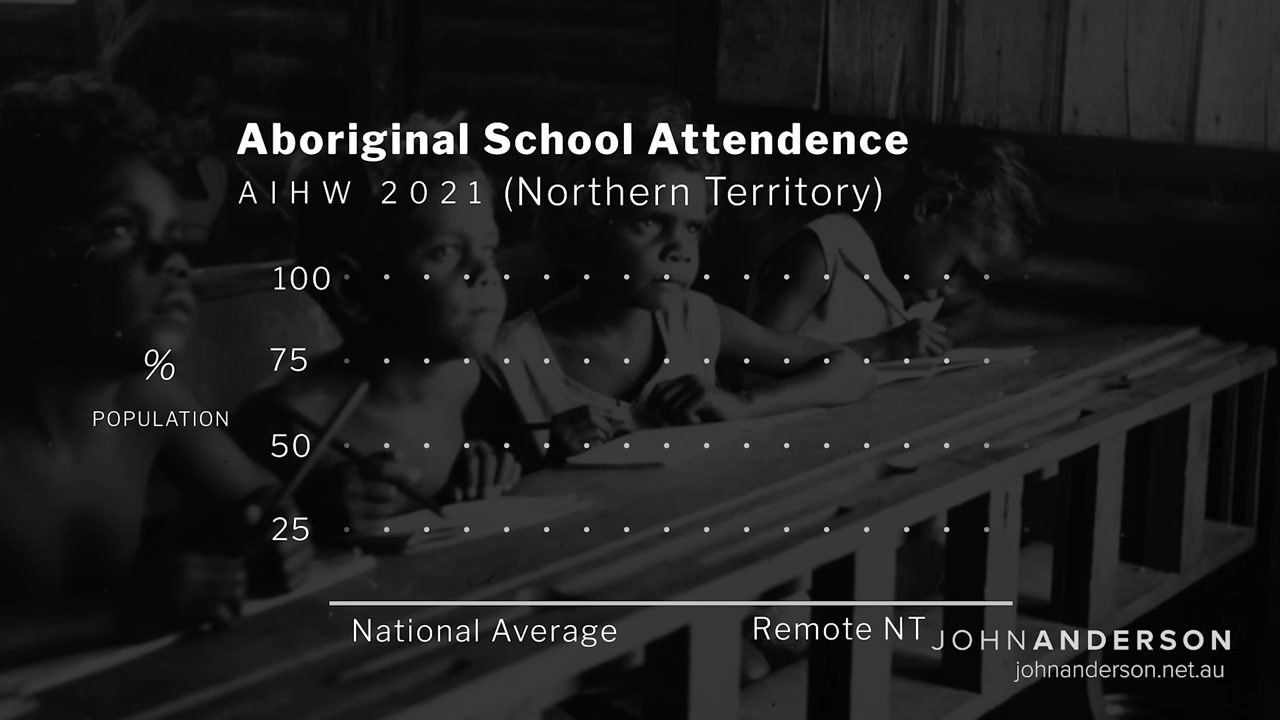 Aboriginal School Attendence
AIHW 2021 (Northern Territory)
100
75
%
POPULATION
50
25
National Average
Remote NT
JOHNANDERSON
johnanderson.net.au